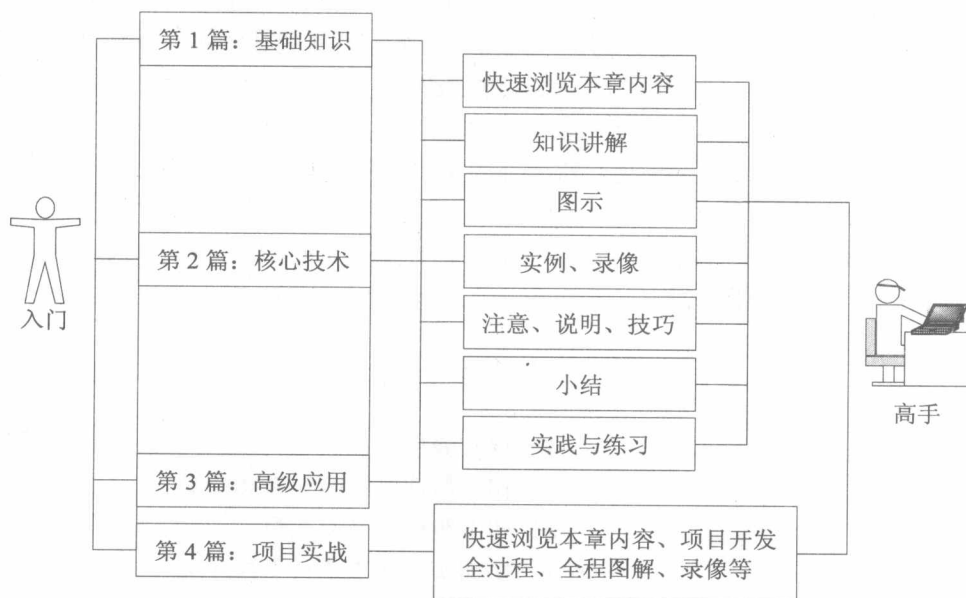 第1篇：基础知识
快速浏览本章内容
知识讲解
图示
第2篇：核心技术
实例、录像
入门
注意、说明、技巧
小结
高手
实践与练习
第3篇：高级应用
第4篇：项目实战
快速浏览本章内容、项目开发
全过程、全程图解、录像等